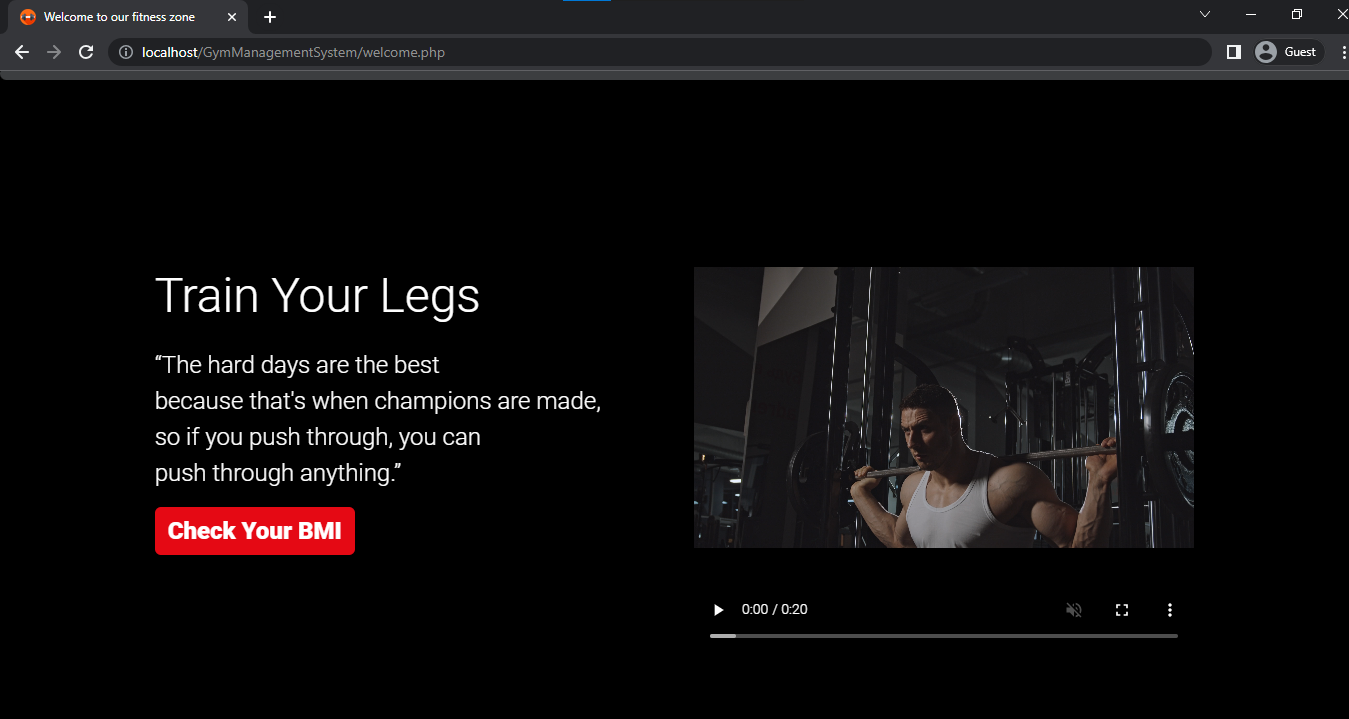 Welcome to our fitness zone
localhost/GymManagementSystem/welcome.php
Guest
Train Your Legs
“The hard days are the best
because that's when champions are made,
so if you push through, you can
push through anything.”
Check Your BMI
0:00 / 0:20